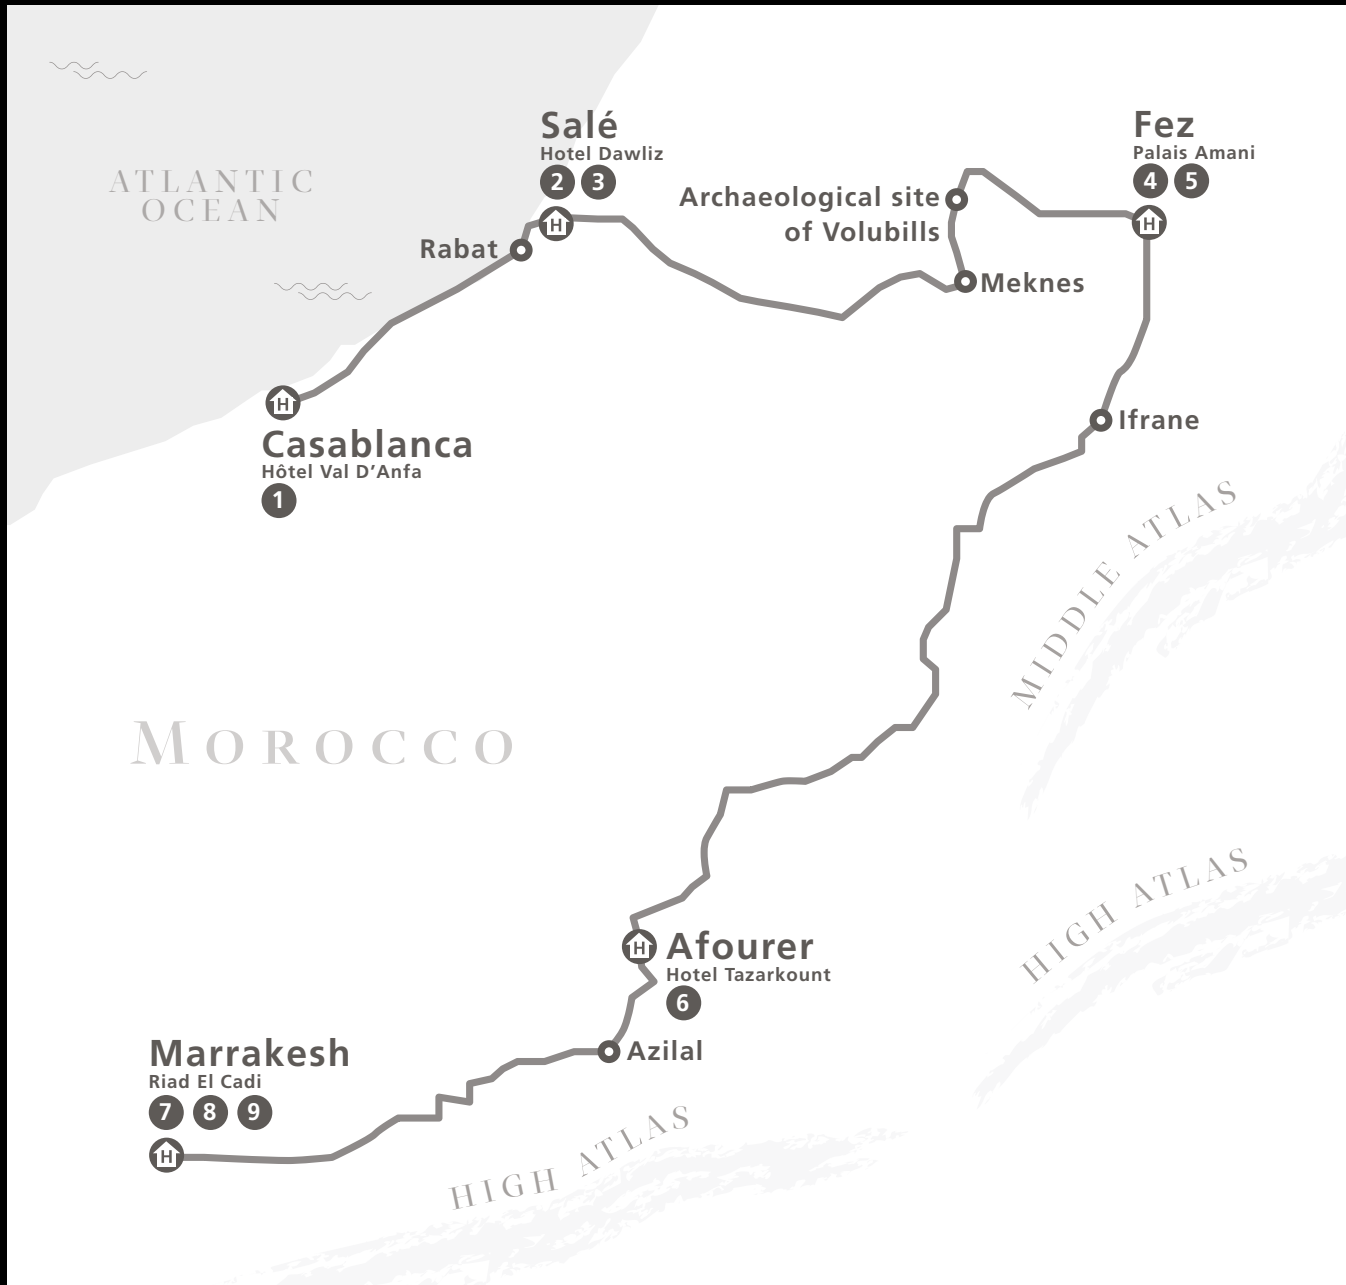 Salé
Hotel Dawliz
2 3
H
Fez
Palais Amani
4 5
H
ATLANTIC
OCEAN
Archaeological site
of Volubills
Rabat
Meknes
H
Casablanca
Hôtel Val D’Anfa
1
Ifrane
MIDDLE ATLAS
MOROCCO
HIGH ATLAS
H
Afourer
Hotel Tazarkount
6
Azilal
Marrakesh
Riad El Cadi
7 8 9
H
HIGH ATLAS